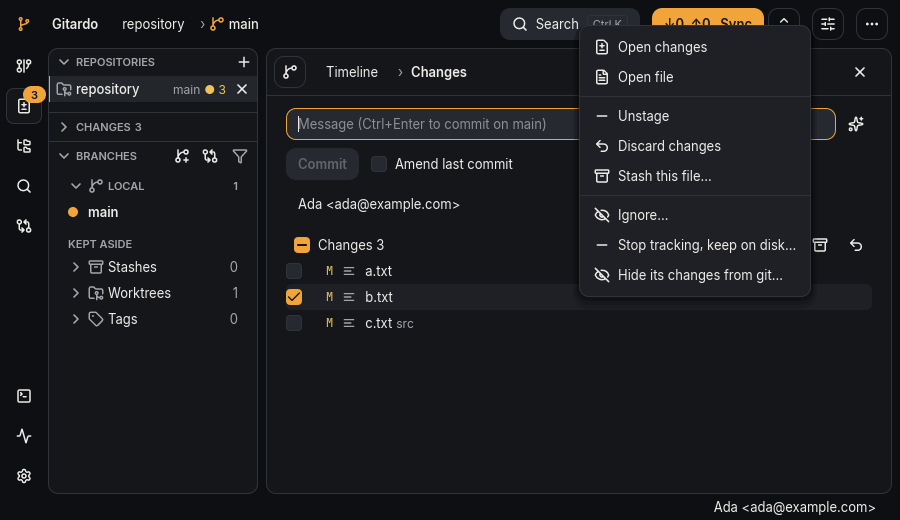 Gitardo
repository
main
Search
Ctrl K
0 0 Sync
3
REPOSITORIES
repository
main
3
CHANGES 3
BRANCHES
LOCAL
1
main
KEPT ASIDE
Stashes
0
Worktrees
1
Tags
0
Timeline
Changes
Message (Ctrl+Enter to commit on main)
Commit
Amend last commit
Ada <ada@example.com>
Changes 3
M
a.txt
M
b.txt
M
c.txt src
Open changes
Open file
Unstage
Discard changes
Stash this file...
Ignore...
Stop tracking, keep on disk...
Hide its changes from git...
Ada <ada@example.com>